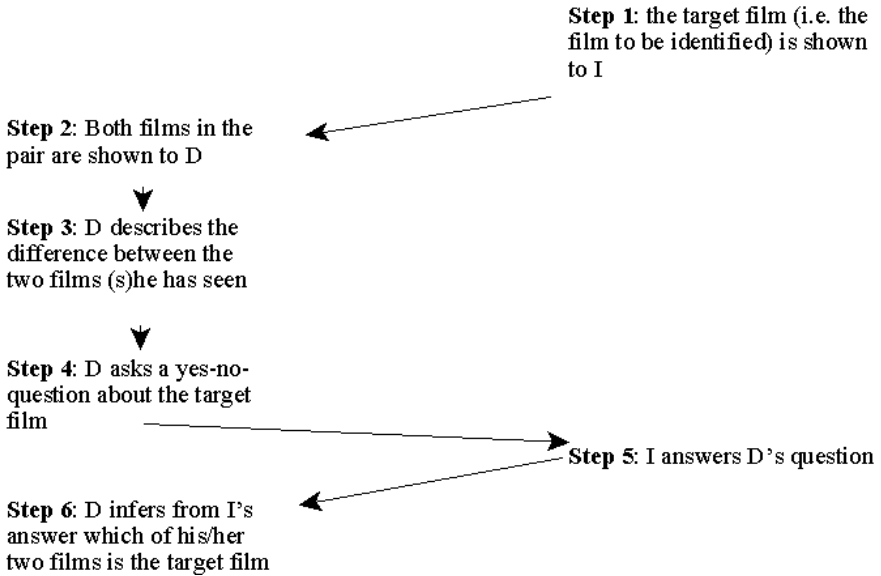 Step 1: the target film (i.e. the
film to be identified) is shown
to I
Step 2: Both films in the
pair are shown to D
Step 3: D describes the
difference between the
two films (s)he has seen
Step 4: D asks a yes-no-
question about the target
film
Step 5: I answers D’s question
Step 6: D infers from I’s
answer which of his/her
two films is the target film